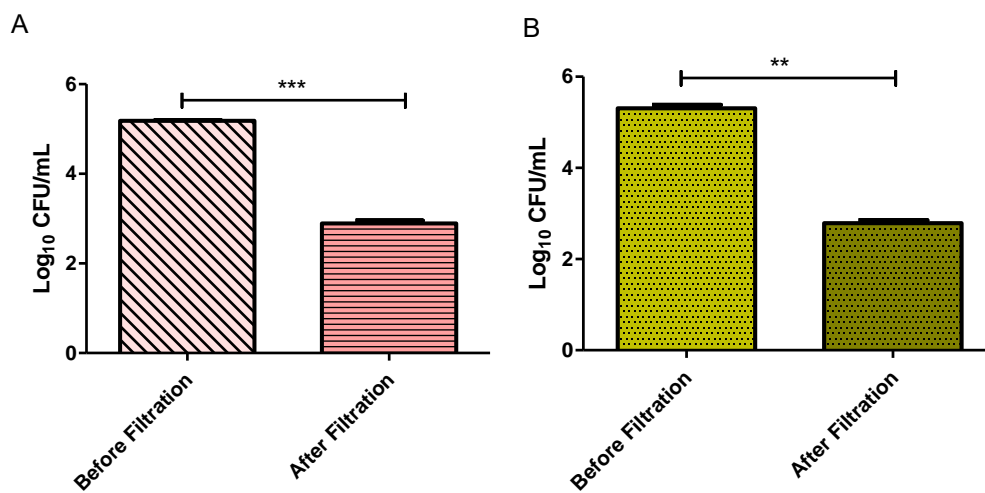 A
Log₁₀ CFU/mL
6
4
2
0
***
Before Filtration
After Filtration
B
Log₁₀ CFU/mL
6
4
2
0
**
Before Filtration
After Filtration